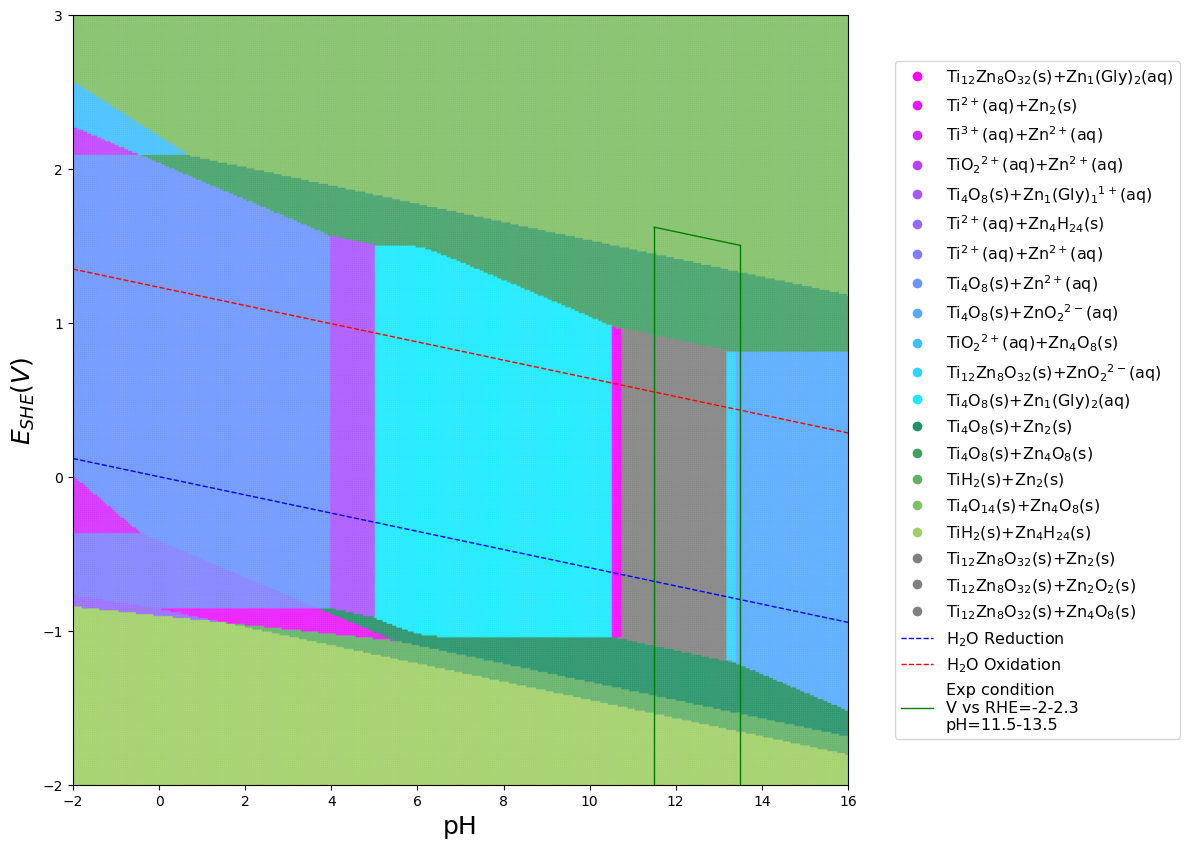 3
2
1
0
−1
−2
E_SHE(V)
−2 0 2 4 6 8 10 12 14 16
pH
Ti₁₂Zn₈O₃₂(s)+Zn₁(Gly)₂(aq)
Ti²⁺(aq)+Zn₂(s)
Ti³⁺(aq)+Zn²⁺(aq)
TiO₂²⁺(aq)+Zn²⁺(aq)
Ti₄O₈(s)+Zn₁(Gly)₁¹⁺(aq)
Ti²⁺(aq)+Zn₄H₂₄(s)
Ti²⁺(aq)+Zn²⁺(aq)
Ti₄O₈(s)+Zn²⁺(aq)
Ti₄O₈(s)+ZnO₂²⁻(aq)
TiO₂²⁺(aq)+Zn₄O₈(s)
Ti₁₂Zn₈O₃₂(s)+ZnO₂²⁻(aq)
Ti₄O₈(s)+Zn₁(Gly)₂(aq)
Ti₄O₈(s)+Zn₂(s)
Ti₄O₈(s)+Zn₄O₈(s)
TiH₂(s)+Zn₂(s)
Ti₄O₁₄(s)+Zn₄O₈(s)
TiH₂(s)+Zn₄H₂₄(s)
Ti₁₂Zn₈O₃₂(s)+Zn₂(s)
Ti₁₂Zn₈O₃₂(s)+Zn₂O₂(s)
Ti₁₂Zn₈O₃₂(s)+Zn₄O₈(s)
H₂O Reduction
H₂O Oxidation
Exp condition
V vs RHE=-2-2.3
pH=11.5-13.5